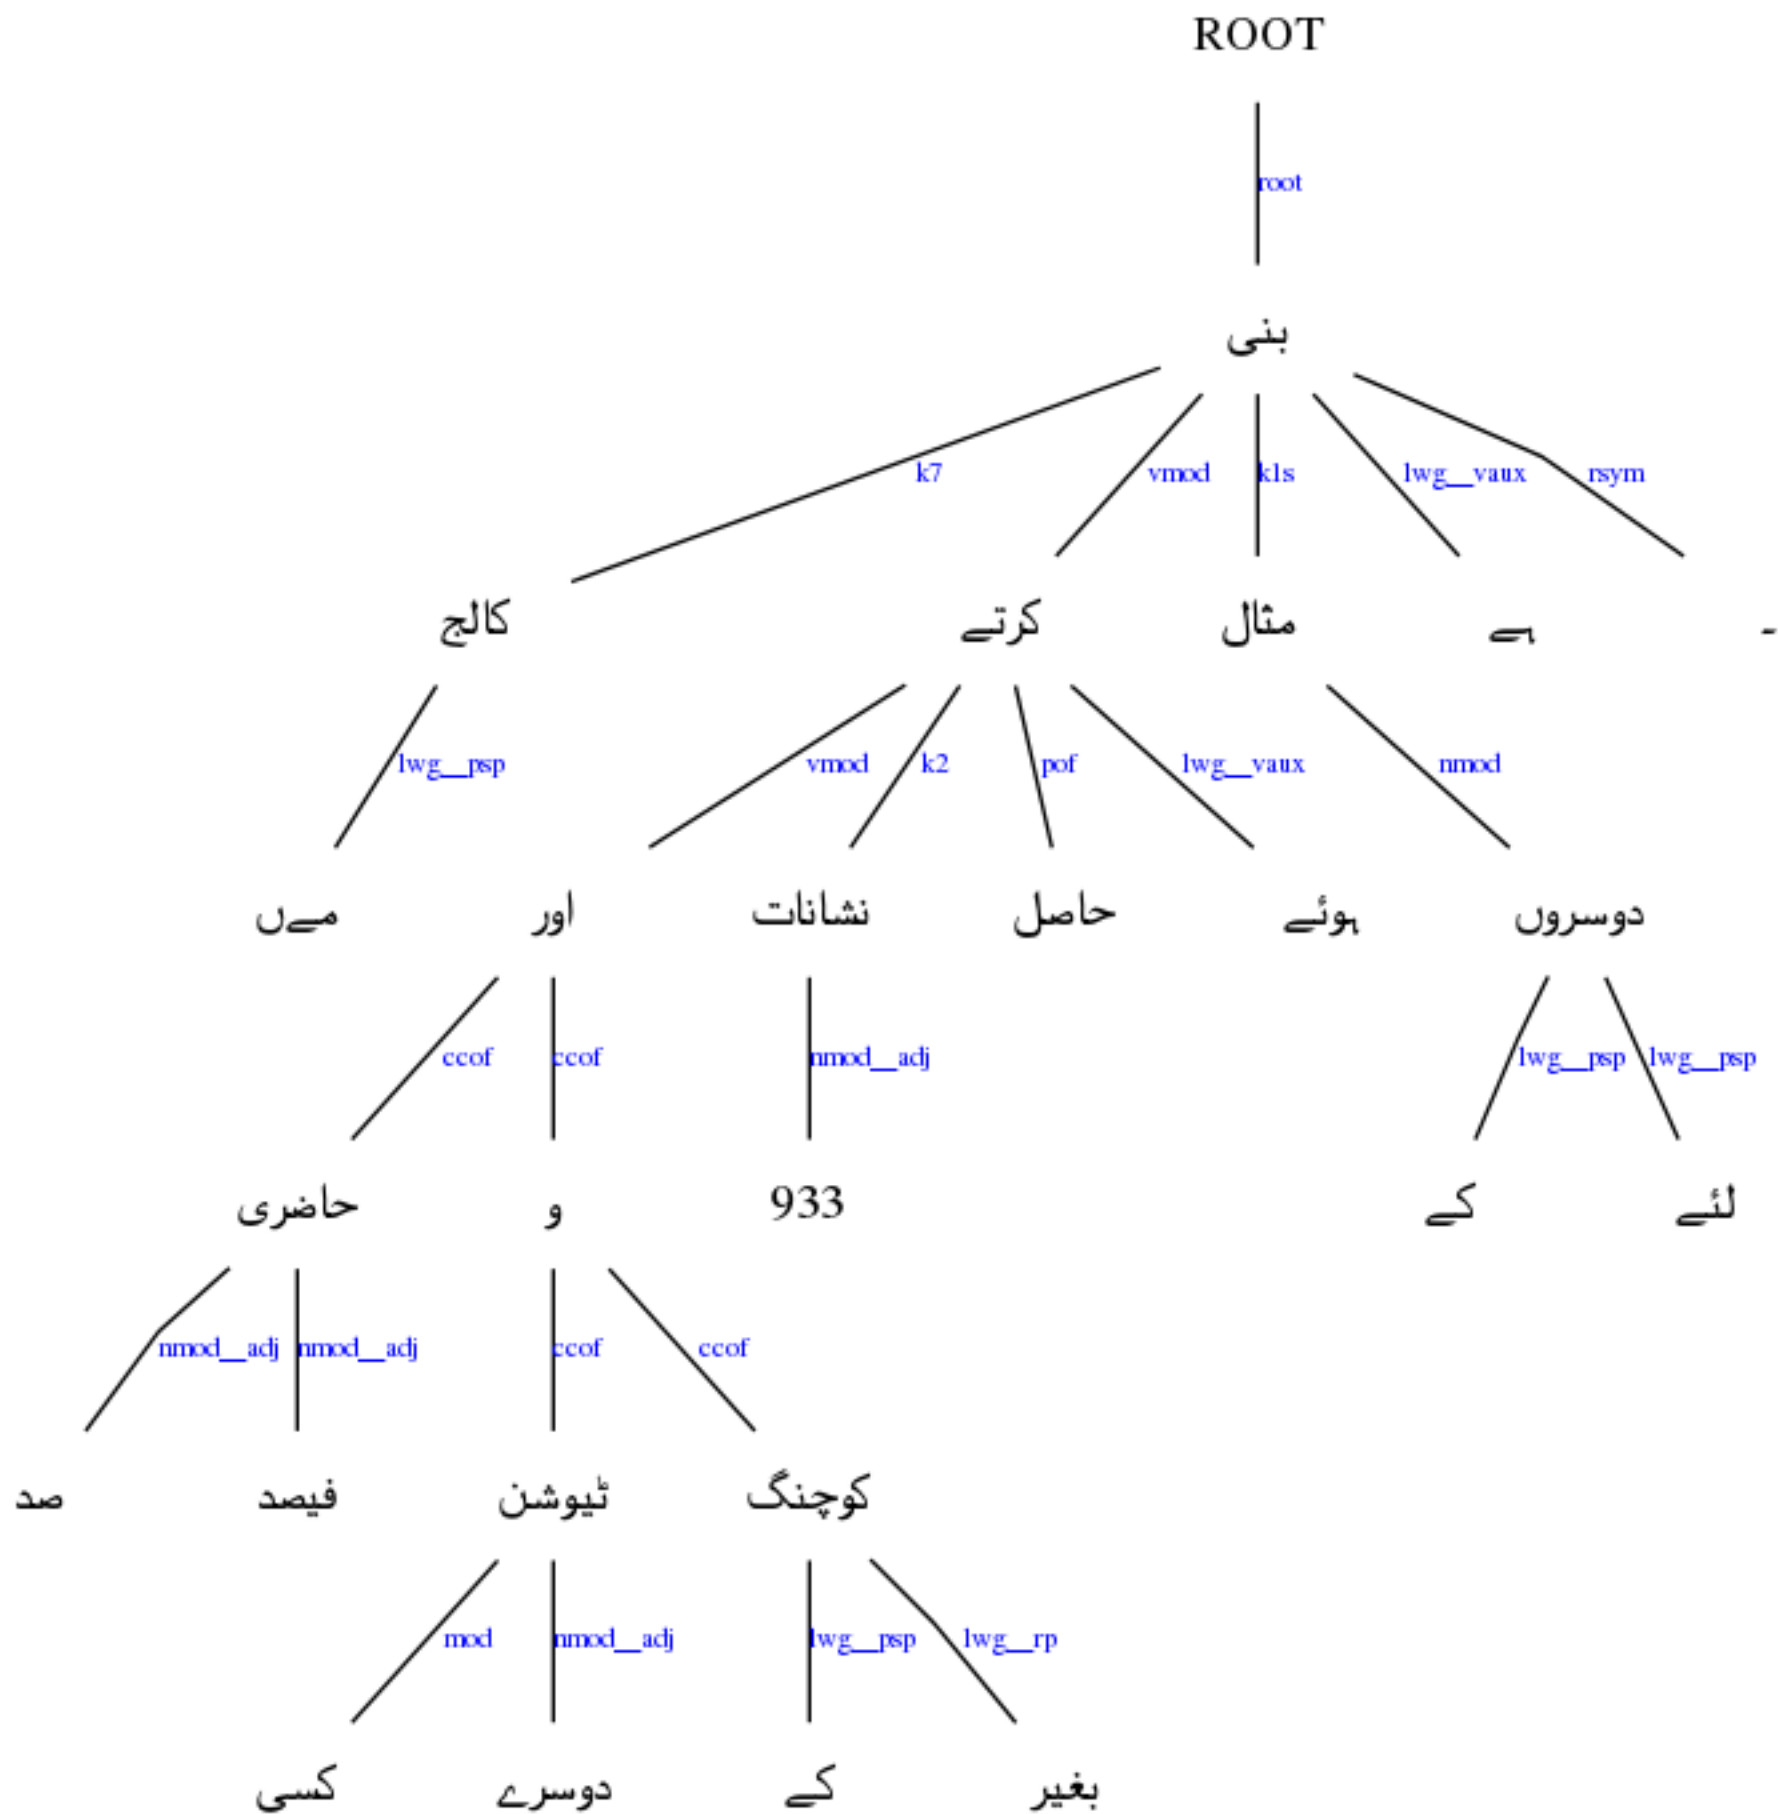 ROOT
root
بنی
k7 vmod k1s lwg__vaux rsym
کالج کرتے مثال ہے ۔
lwg__psp vmod k2 pof lwg__vaux nmod
مےں اور نشانات حاصل ہوئے دوسروں
ccof ccof nmod__adj lwg__psp lwg__psp
حاضری و 933 کے لئے
nmod__adj nmod__adj ccof ccof
صد فیصد ٹیوشن کوچنگ
mod nmod__adj lwg__psp lwg__rp
کسی دوسرے کے بغیر